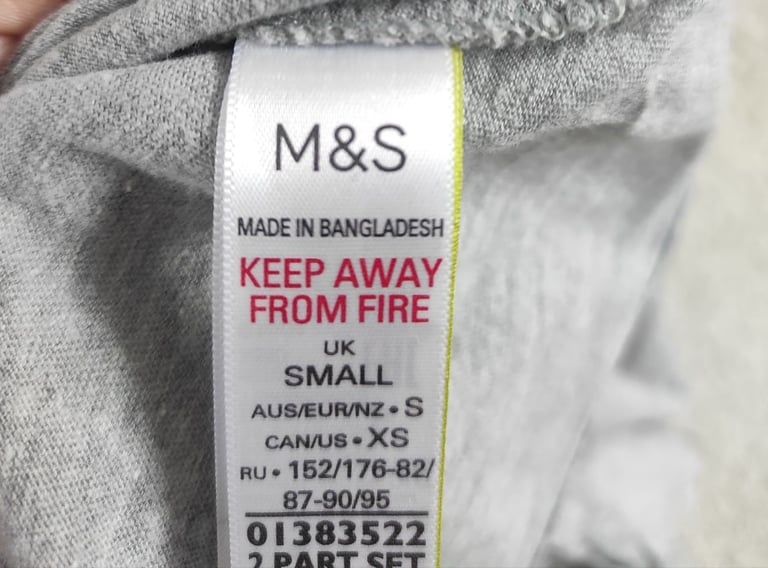 M&S
MADE IN BANGLADESH
KEEP AWAY
FROM FIRE
UK
SMALL
AUS/EUR/NZ • S
CAN/US • XS
RU • 152/176-82/
87-90/95
01383522
2 PART SET